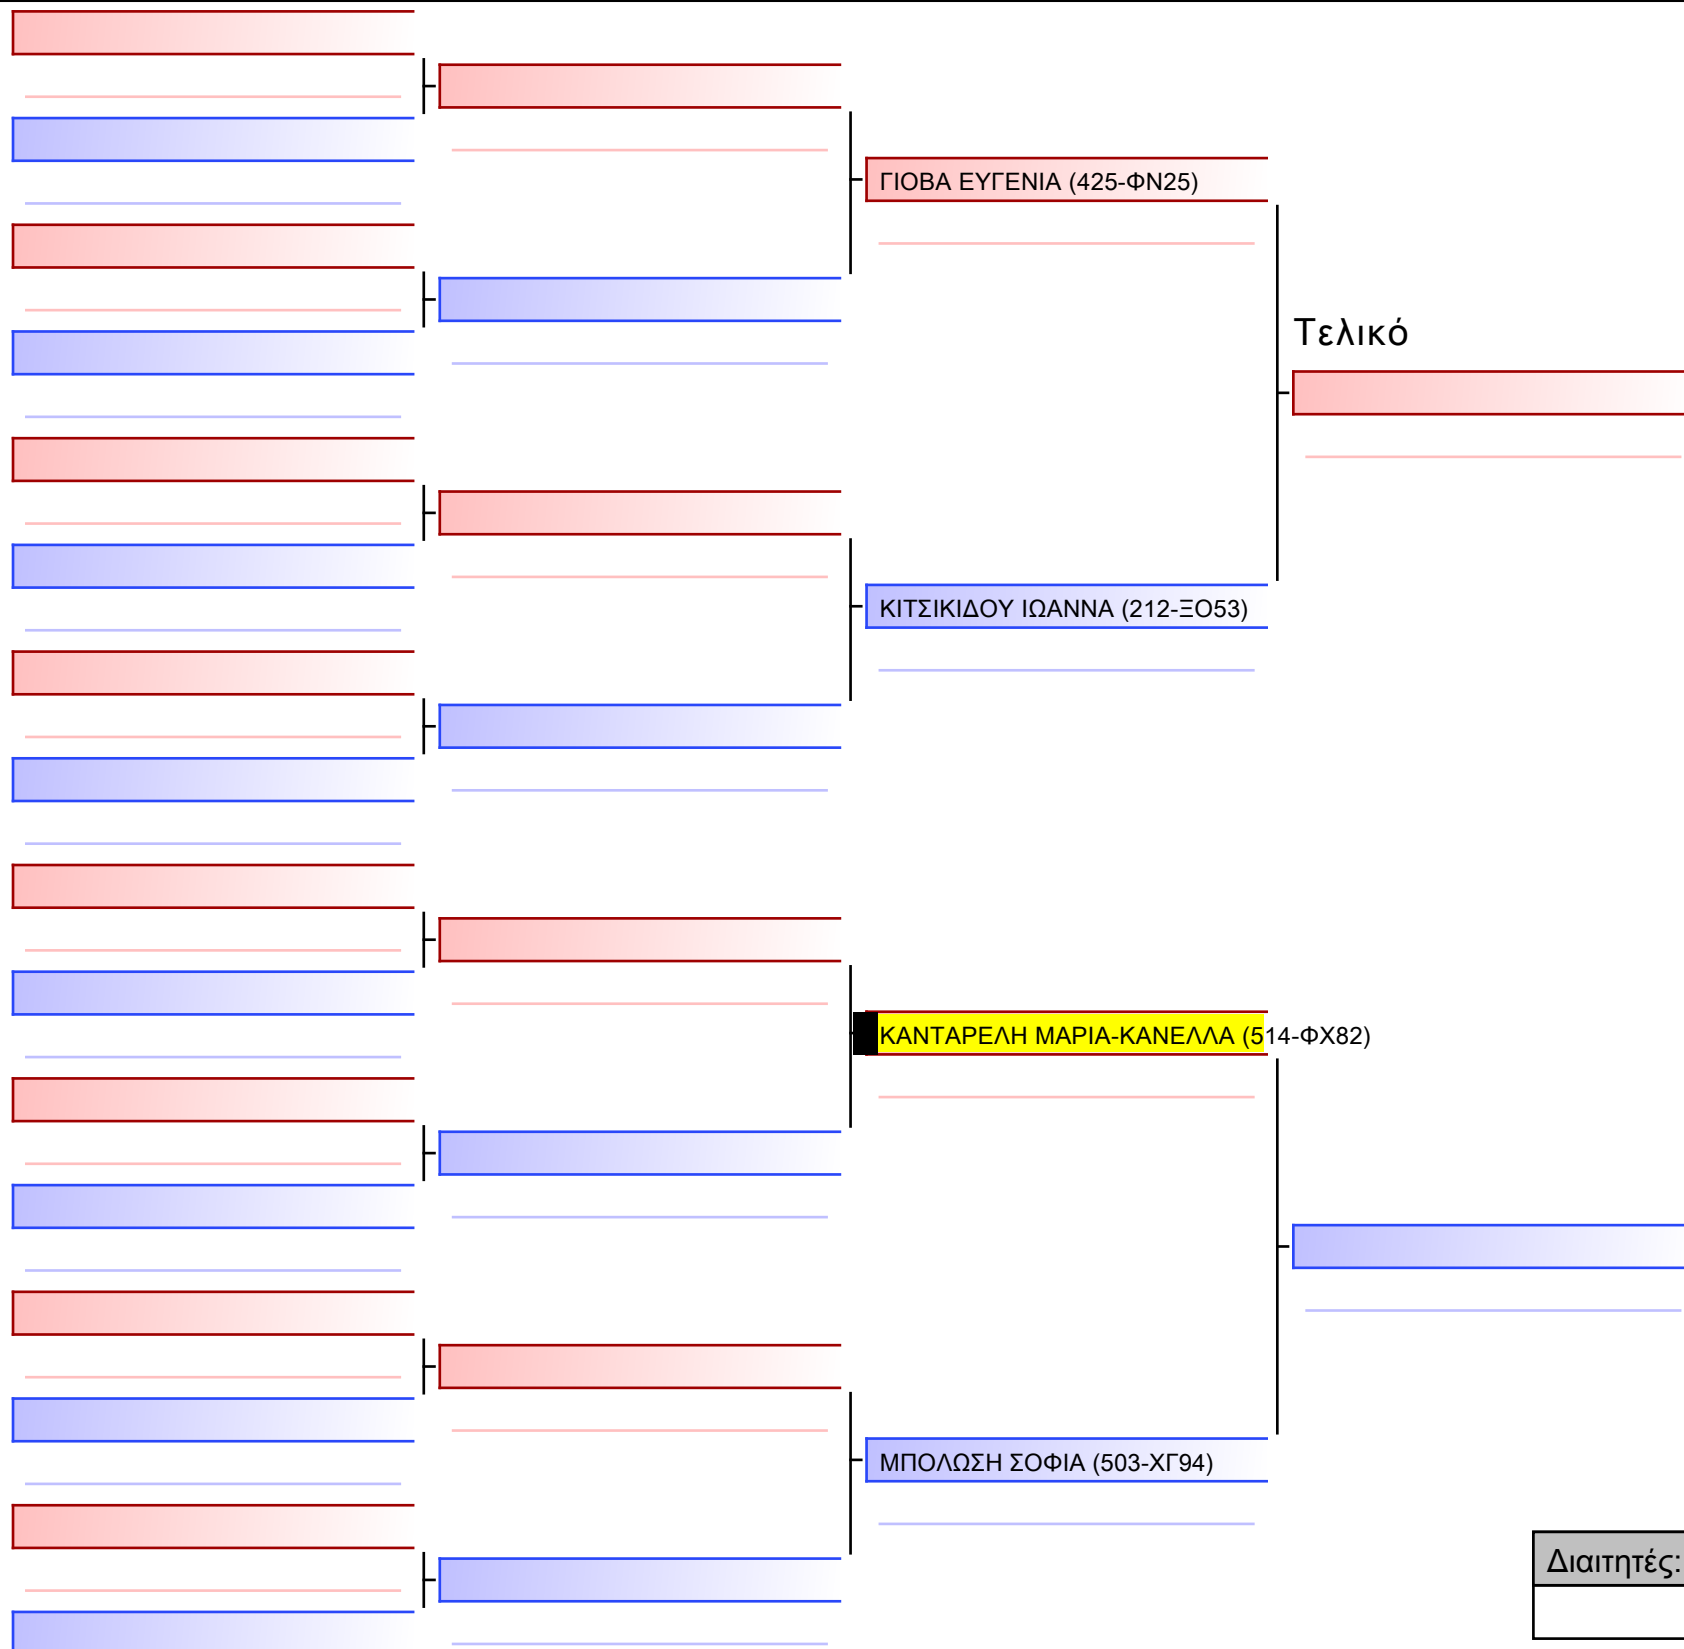 ΓΙΟΒΑ ΕΥΓΕΝΙΑ (425-ΦΝ25)
Τελικό
ΚΙΤΣΙΚΙΔΟΥ ΙΩΑΝΝΑ (212-ΞΟ53)
ΚΑΝΤΑΡΕΛΗ ΜΑΡΙΑ-ΚΑΝΕΛΛΑ (514-ΦΧ82)
ΜΠΟΛΩΣΗ ΣΟΦΙΑ (503-ΧΓ94)
Διαιτητές: